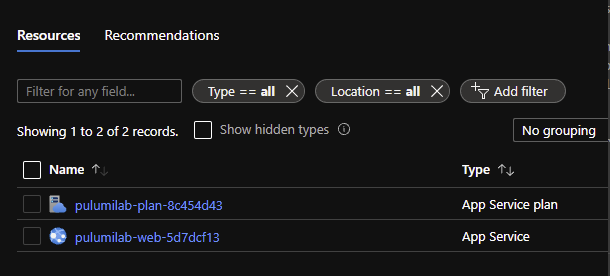 Resources Recommendations
Filter for any field... Type == all Location == all Add filter
Showing 1 to 2 of 2 records. Show hidden types No grouping
Name Type
pulumilab-plan-8c454d43 App Service plan
pulumilab-web-5d7dcf13 App Service